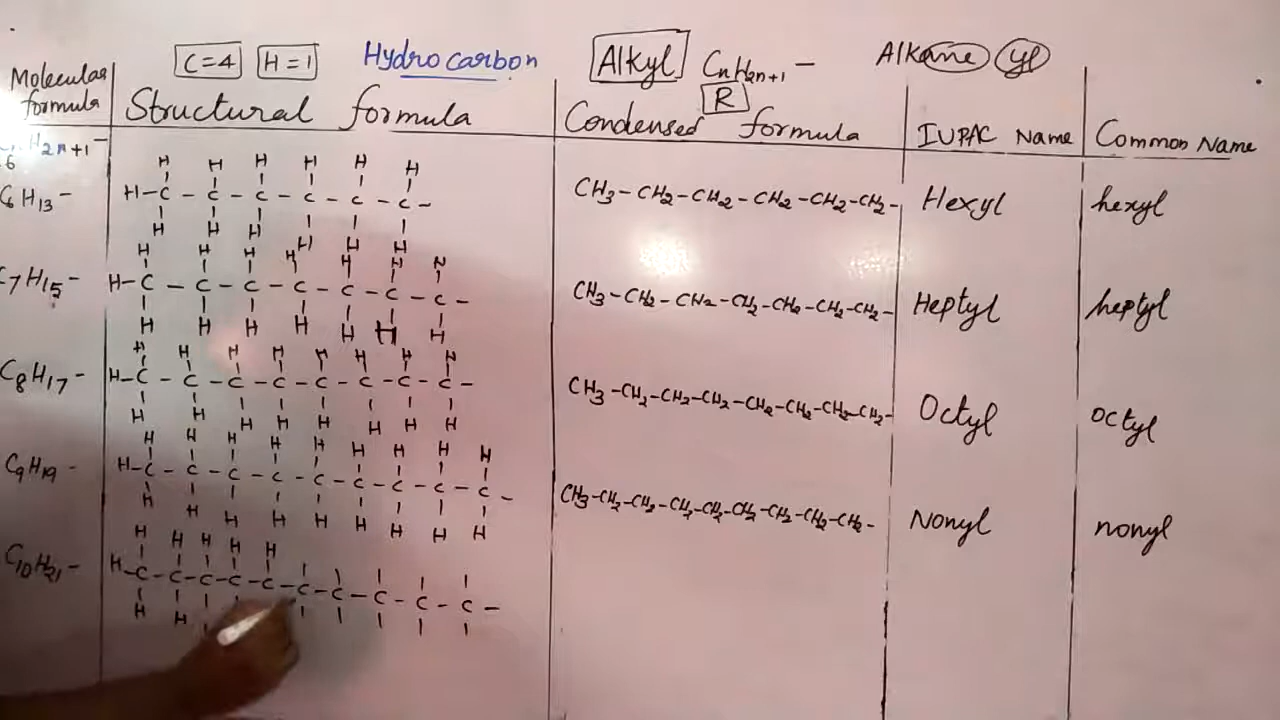 C=4 H=1 Hydrocarbon Alkyl CnH2n+1 – Alkane yl
R
Molecular formula Structural formula Condensed formula IUPAC Name Common Name
H2n+1 –
6
H H H H H H
C6H13 – H–C – C – C – C – C – C – CH3–CH2–CH2–CH2–CH2–CH2– Hexyl hexyl
H H H H H H
H H H H H H H
C7H15 – H–C – C – C – C – C – C – C – CH3–CH2–CH2–CH2–CH2–CH2–CH2– Heptyl heptyl
H H H H H H H
H H H H H H H H
C8H17 – H–C – C – C – C – C – C – C – C – CH3–CH2–CH2–CH2–CH2–CH2–CH2–CH2– Octyl octyl
H H H H H H H H
H H H H H H H H H
C9H19 – H–C – C – C – C – C – C – C – C – C – CH3–CH2–CH2–CH2–CH2–CH2–CH2–CH2–CH2– Nonyl nonyl
H H H H H H H H H
H H H H H
C10H21 – H–C–C–C–C–C–C–C–C–C–C–
H H